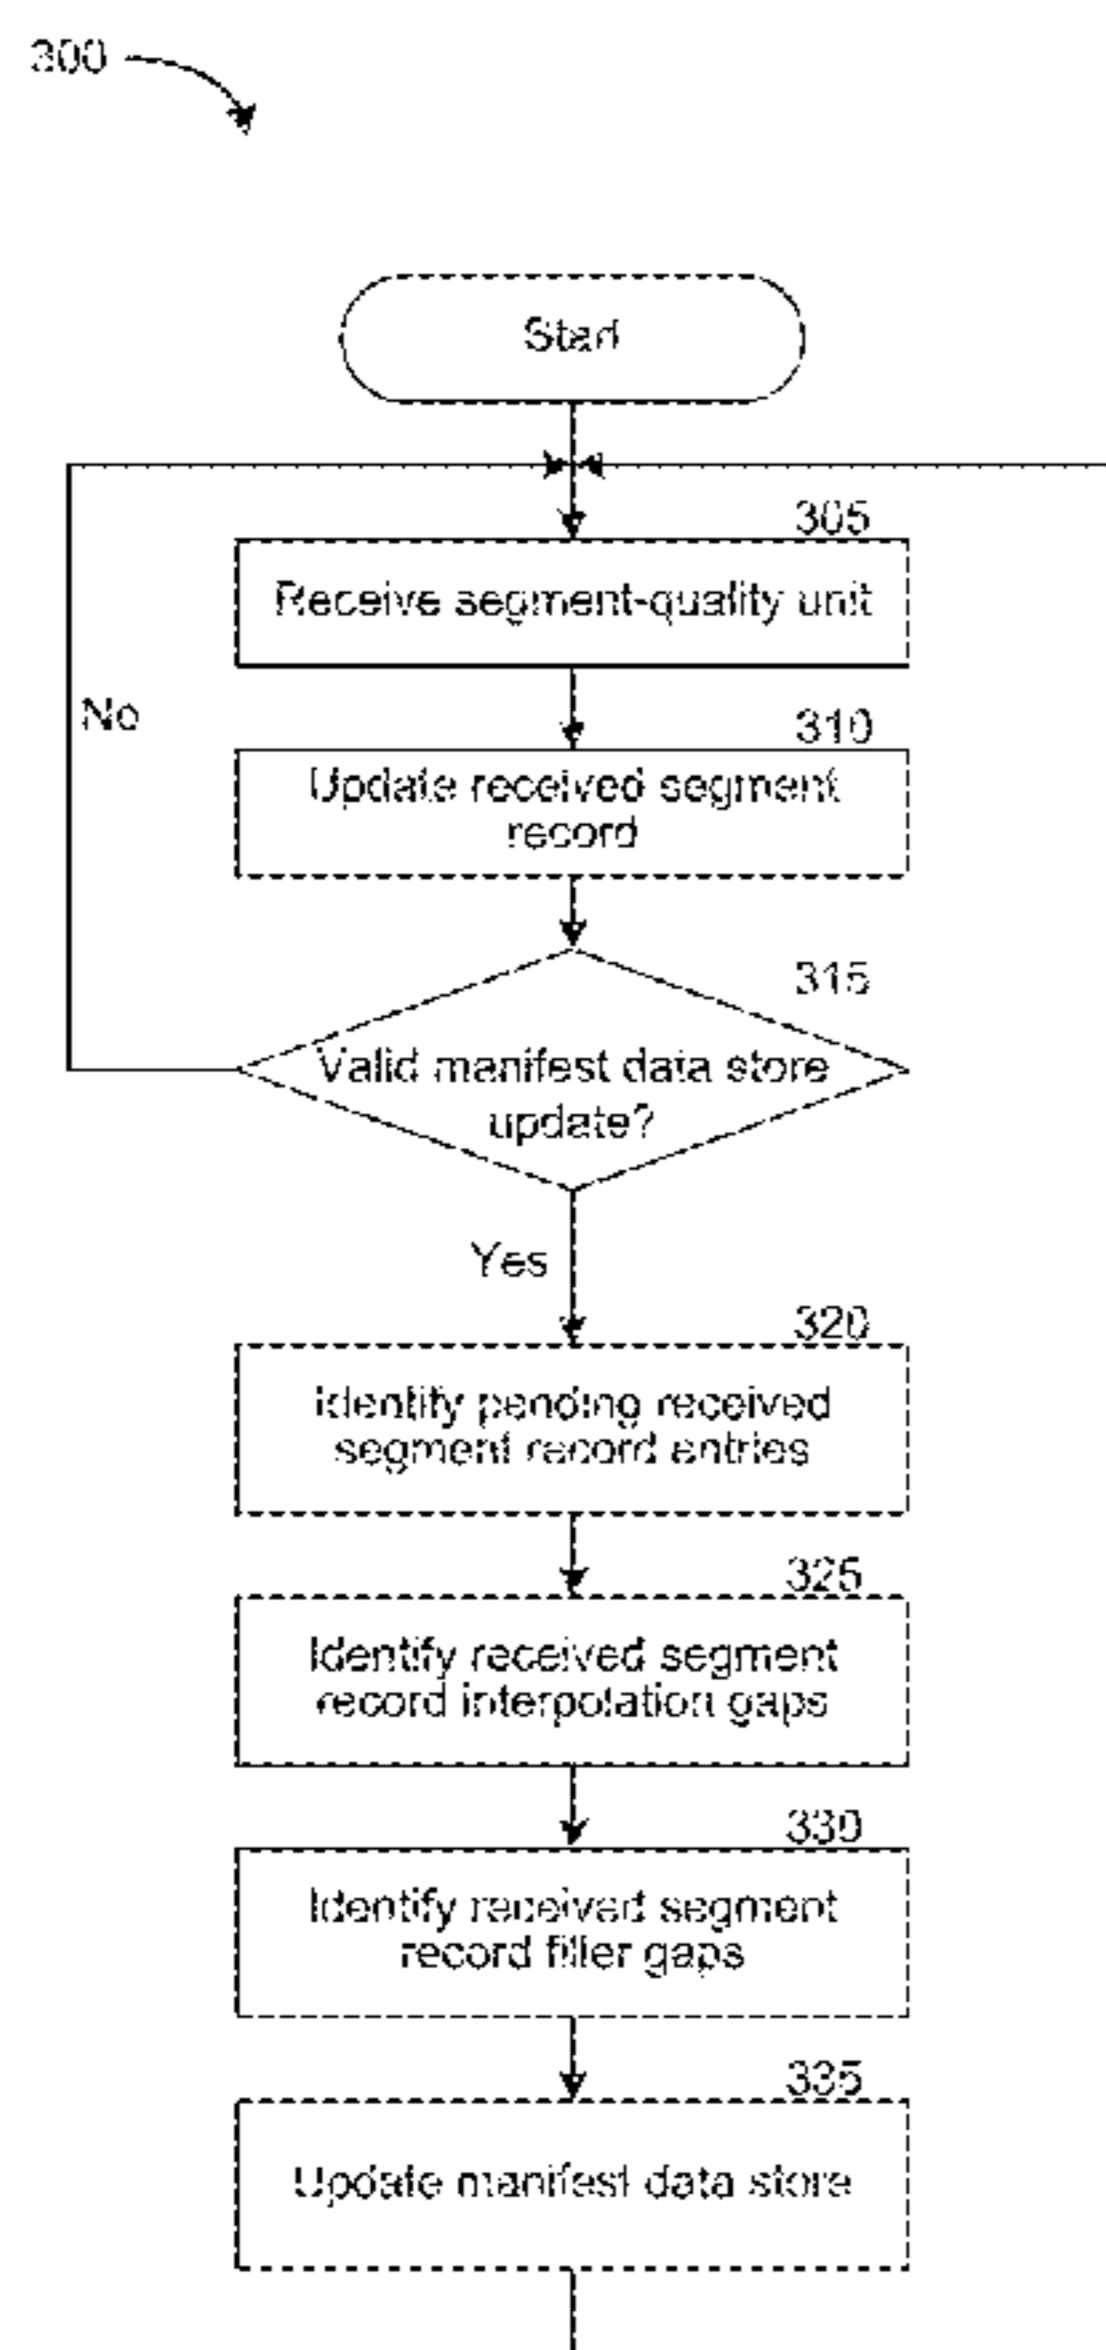 300
Start
305
Receive segment-quality unit
No
310
Update received segment
record
315
Valid manifest data store
update?
Yes
320
Identify pending received
segment record entries
325
Identify received segment
record interpolation gaps
330
Identify received segment
record filler gaps
335
Update manifest data store